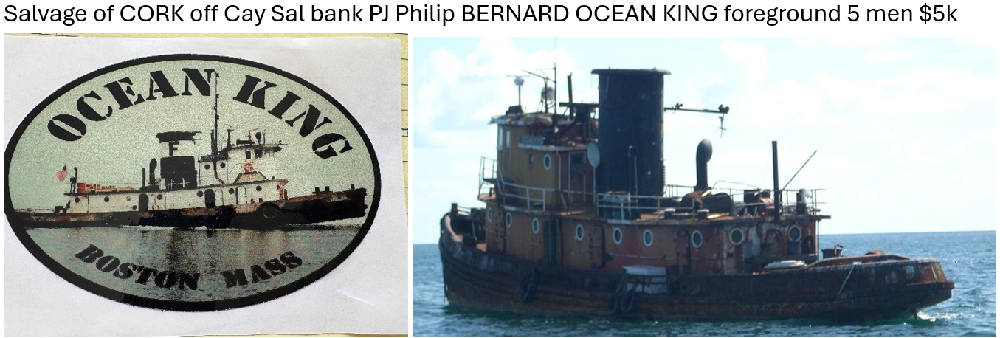 Salvage of CORK off Cay Sal bank PJ Philip BERNARD OCEAN KING foreground 5 men $5k
OCEAN KING
BOSTON MASS